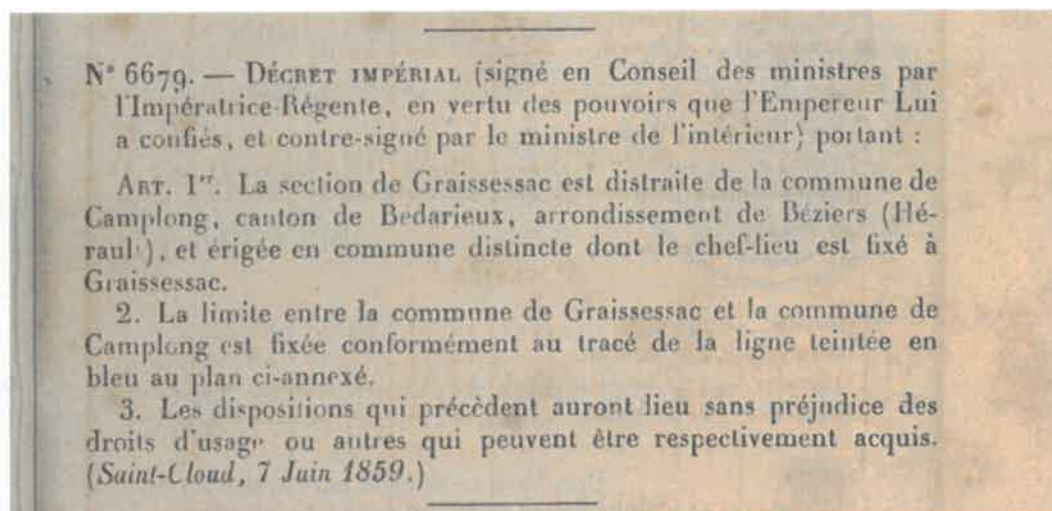 N° 6679. — DÉCRET IMPÉRIAL (signé en Conseil des ministres par
l'Impératrice-Régente, en vertu des pouvoirs que l'Empereur Lui
a confiés, et contre-signé par le ministre de l'intérieur) portant :
ART. 1er. La section de Graissessac est distraite de la commune de
Camplong, canton de Bedarieux, arrondissement de Béziers (Hé-
rault), et érigée en commune distincte dont le chef-lieu est fixé à
Graissessac.
2. La limite entre la commune de Graissessac et la commune de
Camplong est fixée conformément au tracé de la ligne teintée en
bleu au plan ci-annexé.
3. Les dispositions qui précèdent auront lieu sans préjudice des
droits d'usage ou autres qui peuvent être respectivement acquis.
(Saint-Cloud, 7 Juin 1859.)